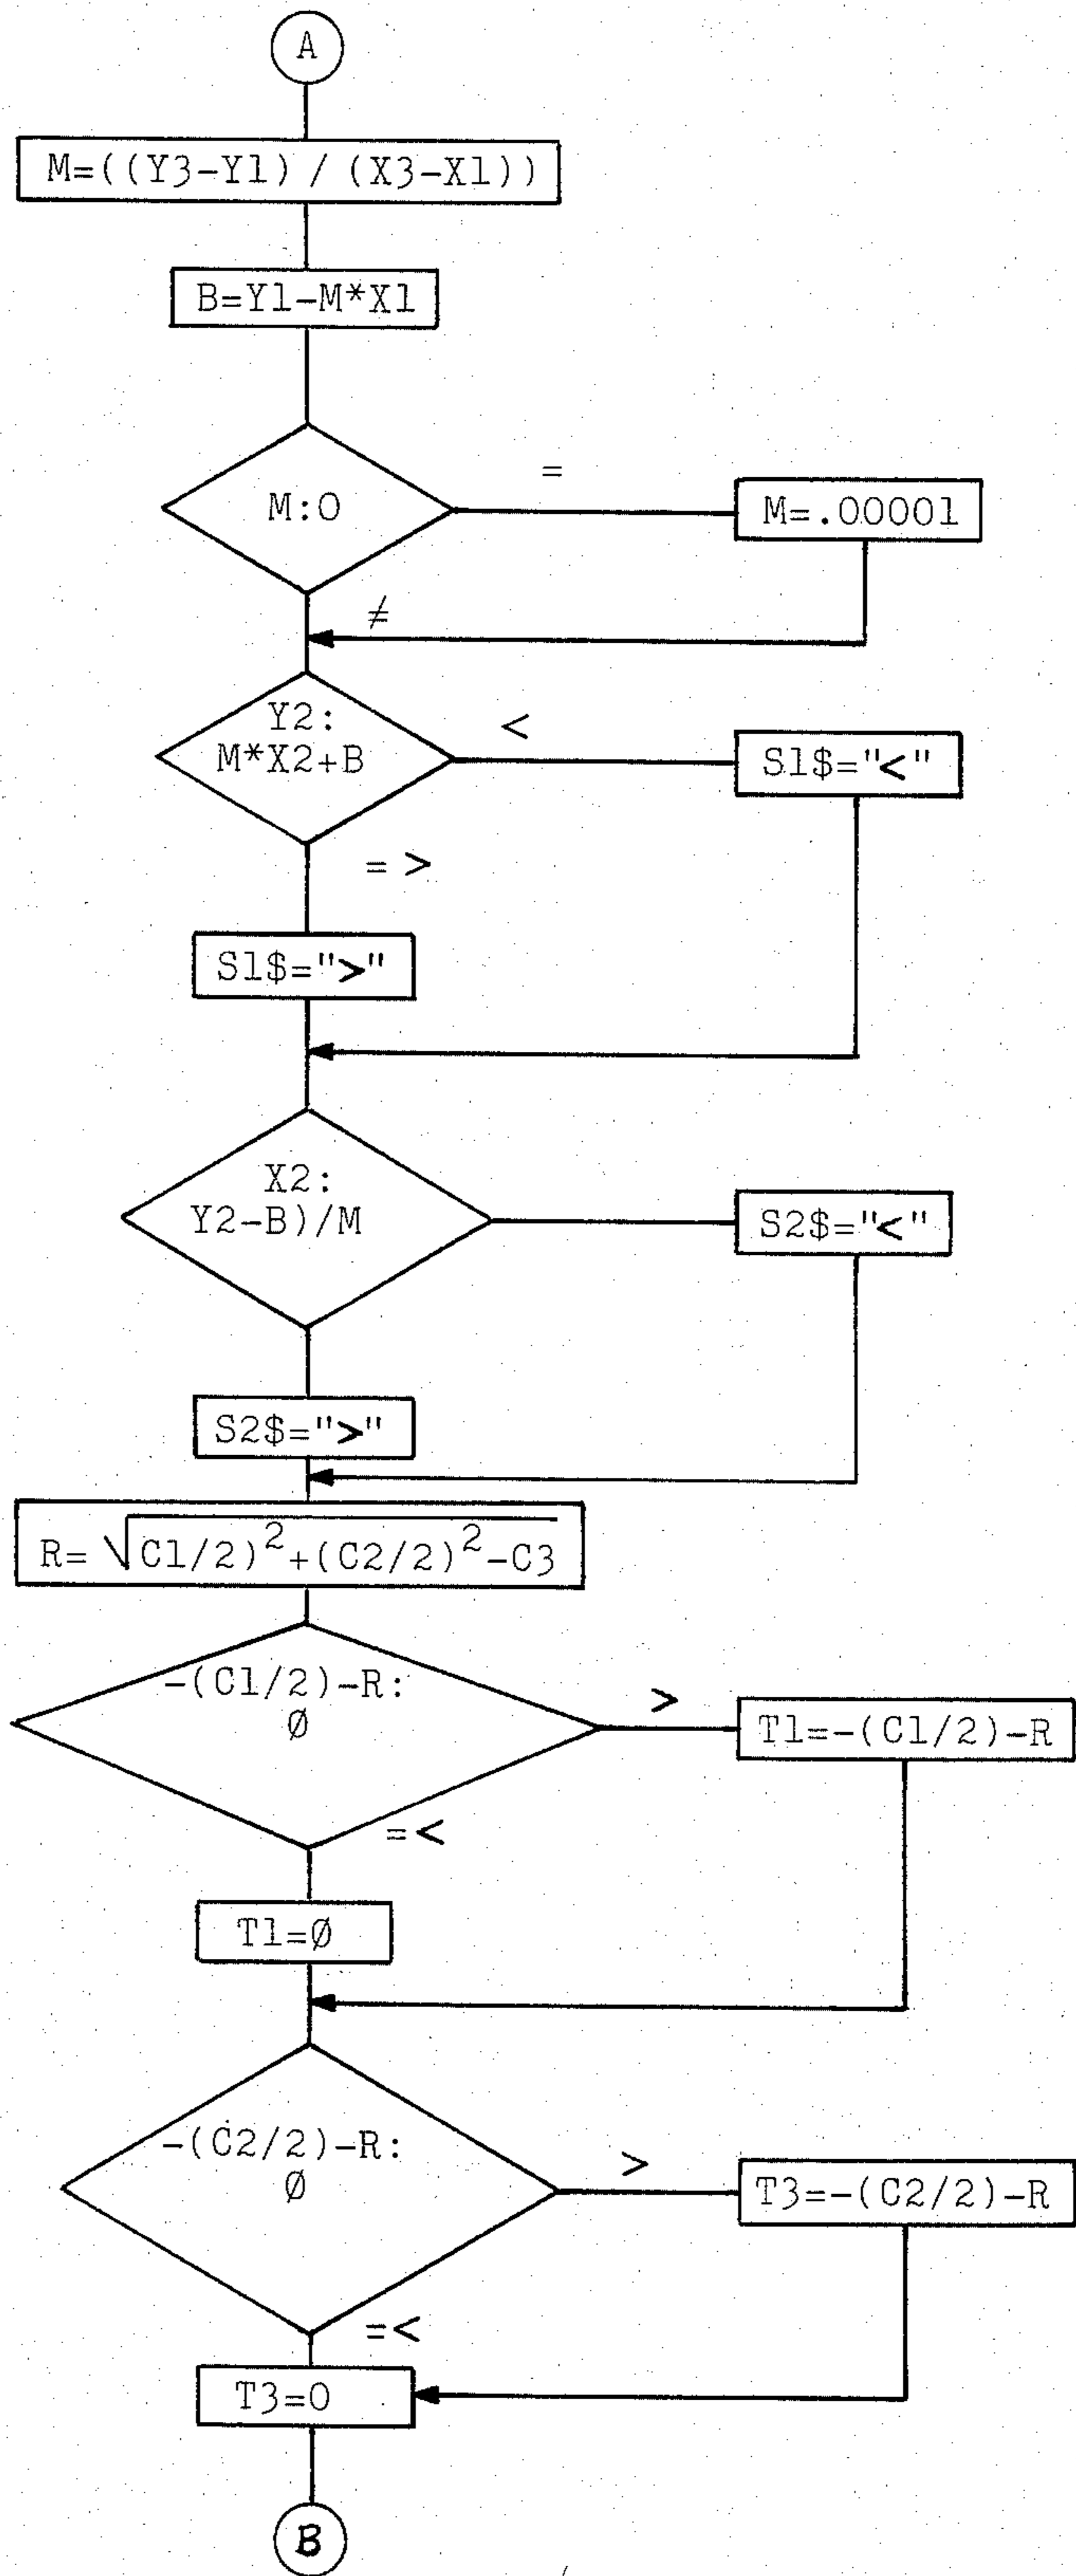 A
M=((Y3-Y1) / (X3-X1))
B=Y1-M*X1
M:O
=
M=.00001
≠
Y2:
M*X2+B
<
S1$="<"
= >
S1$=">"
X2:
Y2-B)/M
S2$="<"
S2$=">"
R= √C1/2)²+(C2/2)²-C3
-(C1/2)-R:
Ø
>
T1=-(C1/2)-R
=<
T1=Ø
-(C2/2)-R:
Ø
>
T3=-(C2/2)-R
=<
T3=O
B